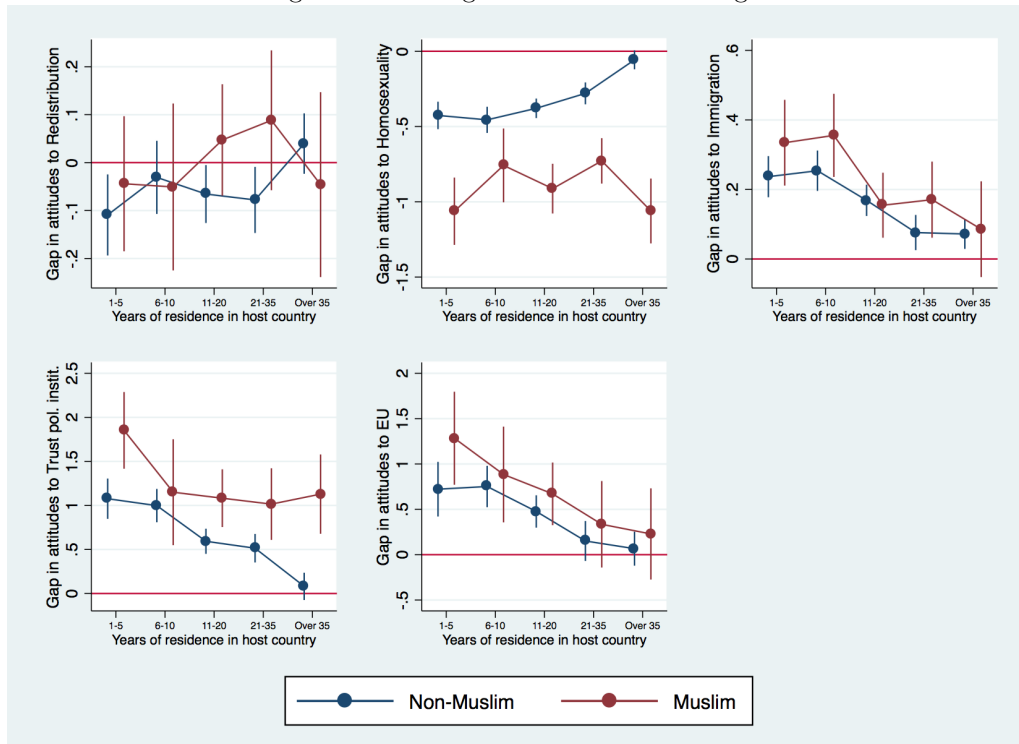 Gap in attitudes to Redistribution
.2
.1
0
-.1
-.2
1-5 6-10 11-20 21-35 Over 35
Years of residence in host country
Gap in attitudes to Homosexuality
0
-.5
-1
-1.5
1-5 6-10 11-20 21-35 Over 35
Years of residence in host country
Gap in attitudes to Immigration
.6
.4
.2
0
1-5 6-10 11-20 21-35 Over 35
Years of residence in host country
Gap in attitudes to Trust pol. instit.
2.5
2
1.5
1
.5
0
1-5 6-10 11-20 21-35 Over 35
Years of residence in host country
Gap in attitudes to EU
2
1.5
1
.5
0
-.5
1-5 6-10 11-20 21-35 Over 35
Years of residence in host country
Non-Muslim Muslim